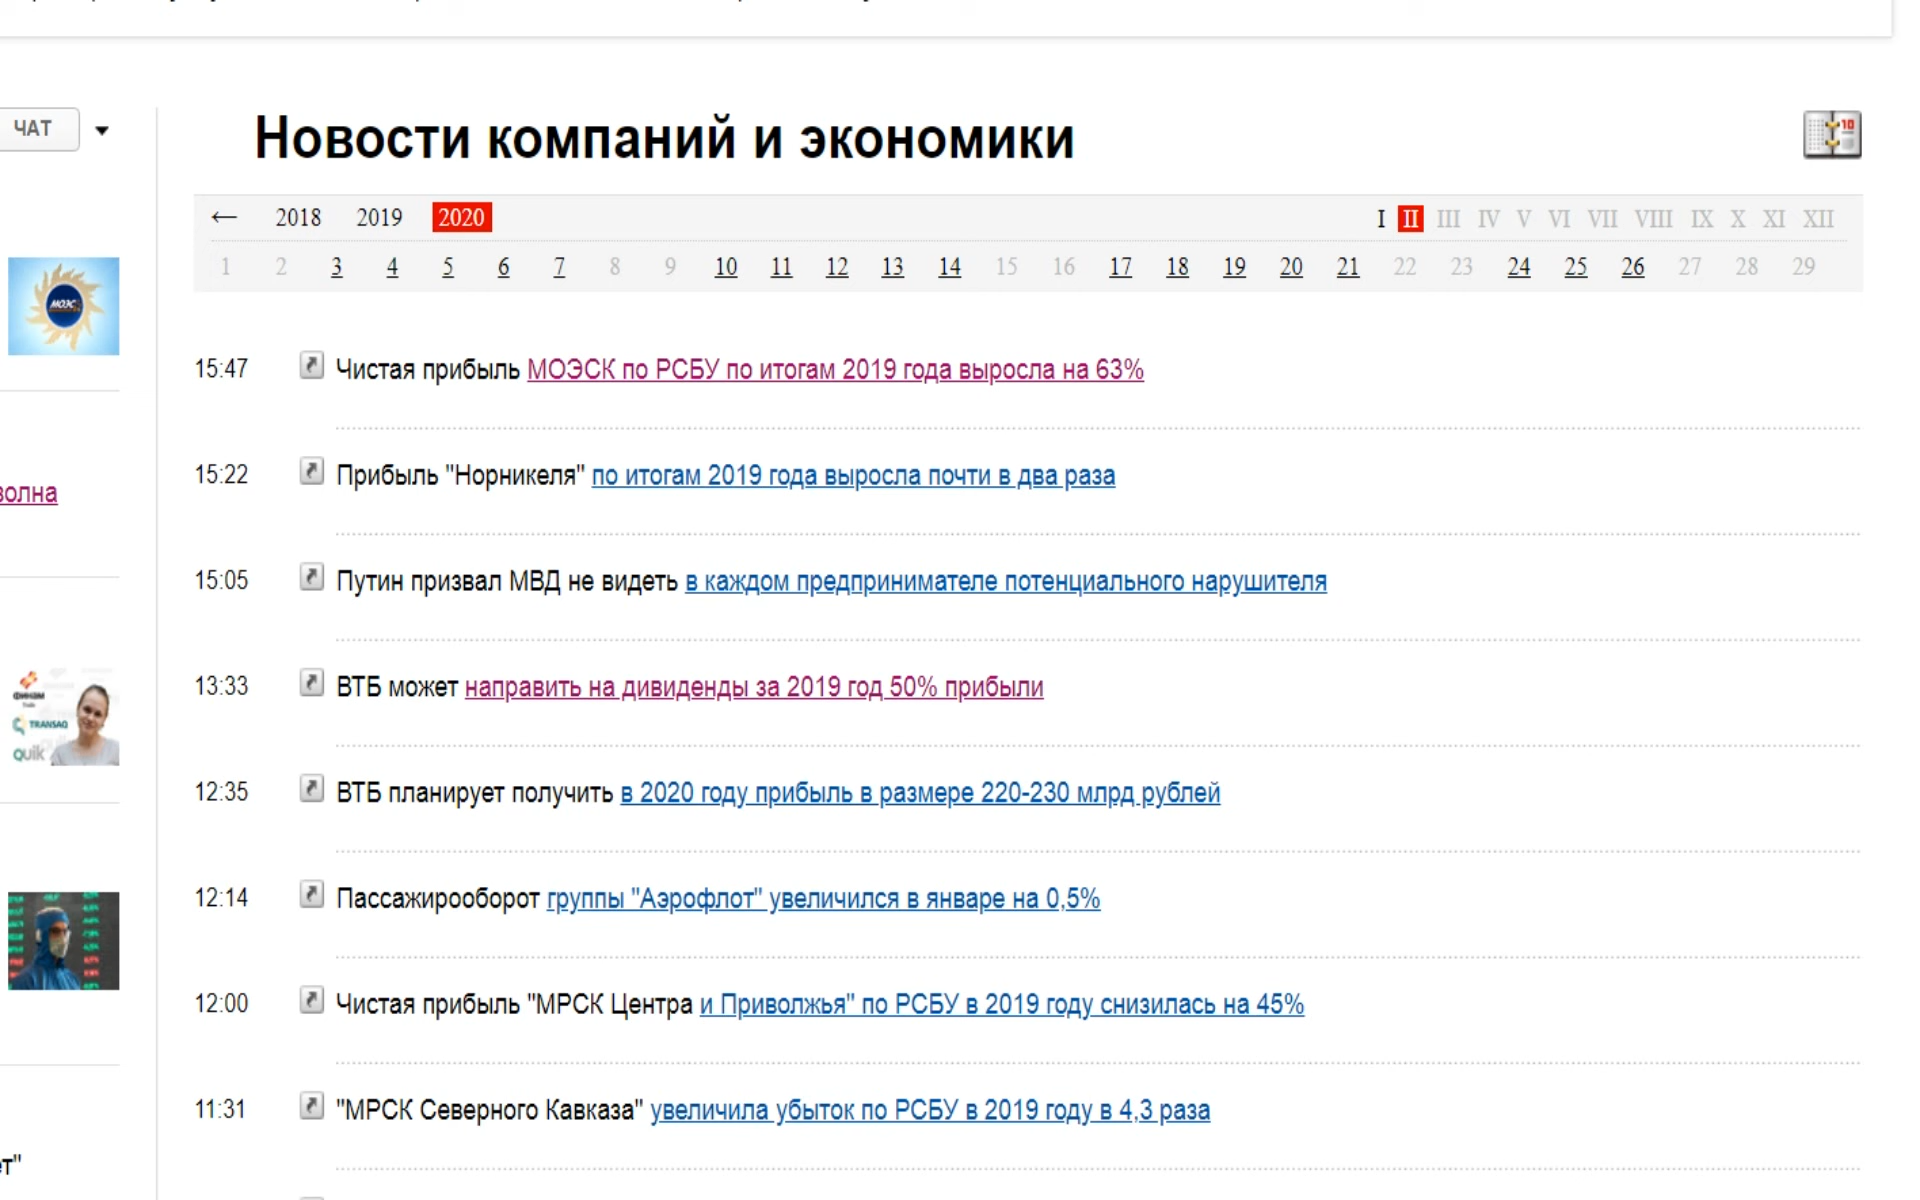 ЧАТ
Новости компаний и экономики
← 2018 2019 2020 I II III IV V VI VII VIII IX X XI XII
1 2 3 4 5 6 7 8 9 10 11 12 13 14 15 16 17 18 19 20 21 22 23 24 25 26 27 28 29
15:47 Чистая прибыль МОЭСК по РСБУ по итогам 2019 года выросла на 63%
15:22 Прибыль "Норникеля" по итогам 2019 года выросла почти в два раза
15:05 Путин призвал МВД не видеть в каждом предпринимателе потенциального нарушителя
13:33 ВТБ может направить на дивиденды за 2019 год 50% прибыли
12:35 ВТБ планирует получить в 2020 году прибыль в размере 220-230 млрд рублей
12:14 Пассажирооборот группы "Аэрофлот" увеличился в январе на 0,5%
12:00 Чистая прибыль "МРСК Центра и Приволжья" по РСБУ в 2019 году снизилась на 45%
11:31 "МРСК Северного Кавказа" увеличила убыток по РСБУ в 2019 году в 4,3 раза
МОЭС
волна
ФИНАМ
TRANSAQ
quik
ет"
10